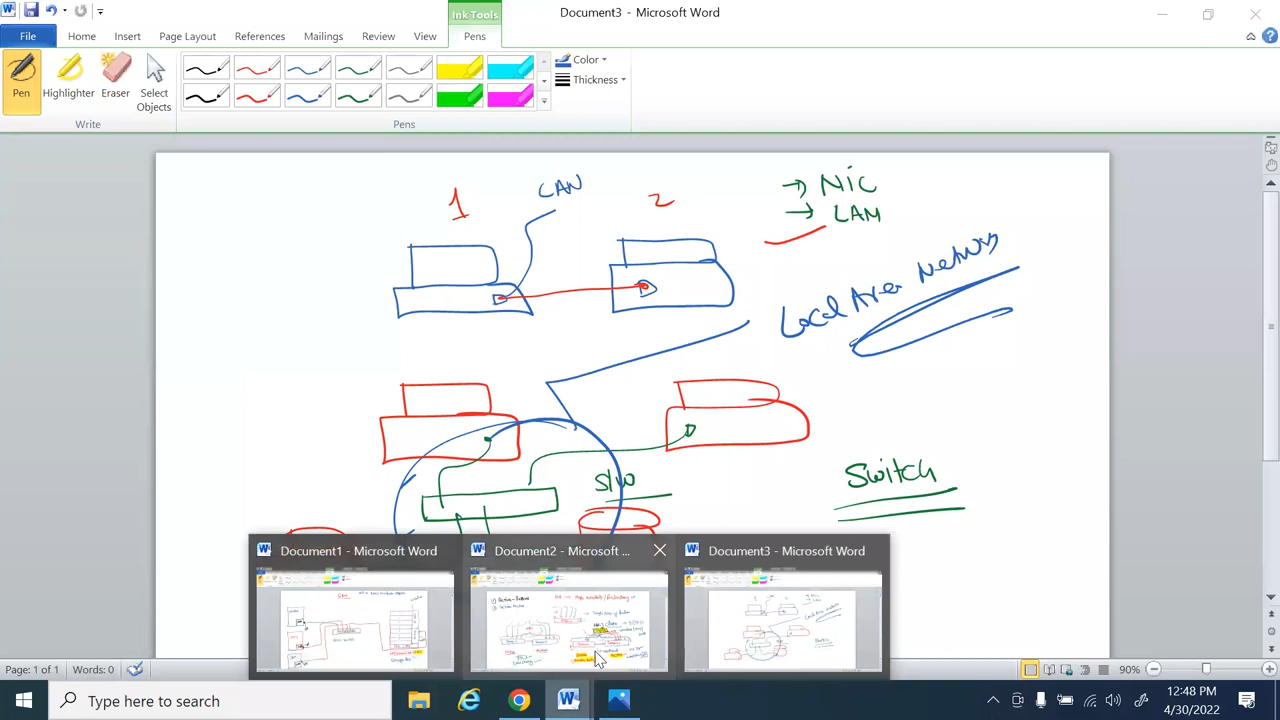 Document3 - Microsoft Word
Ink Tools
File Home Insert Page Layout References Mailings Review View Pens
Pen Highlighter Eraser Select Objects
Color
Thickness
Write
Pens
1
CAN
2
→ NiC
→ LAM
Local Area Network
S/W
Switch
Document1 - Microsoft Word
Document2 - Microsoft ...
Document3 - Microsoft Word
Page: 1 of 1 Words: 0
90%
Type here to search
12:48 PM
4/30/2022